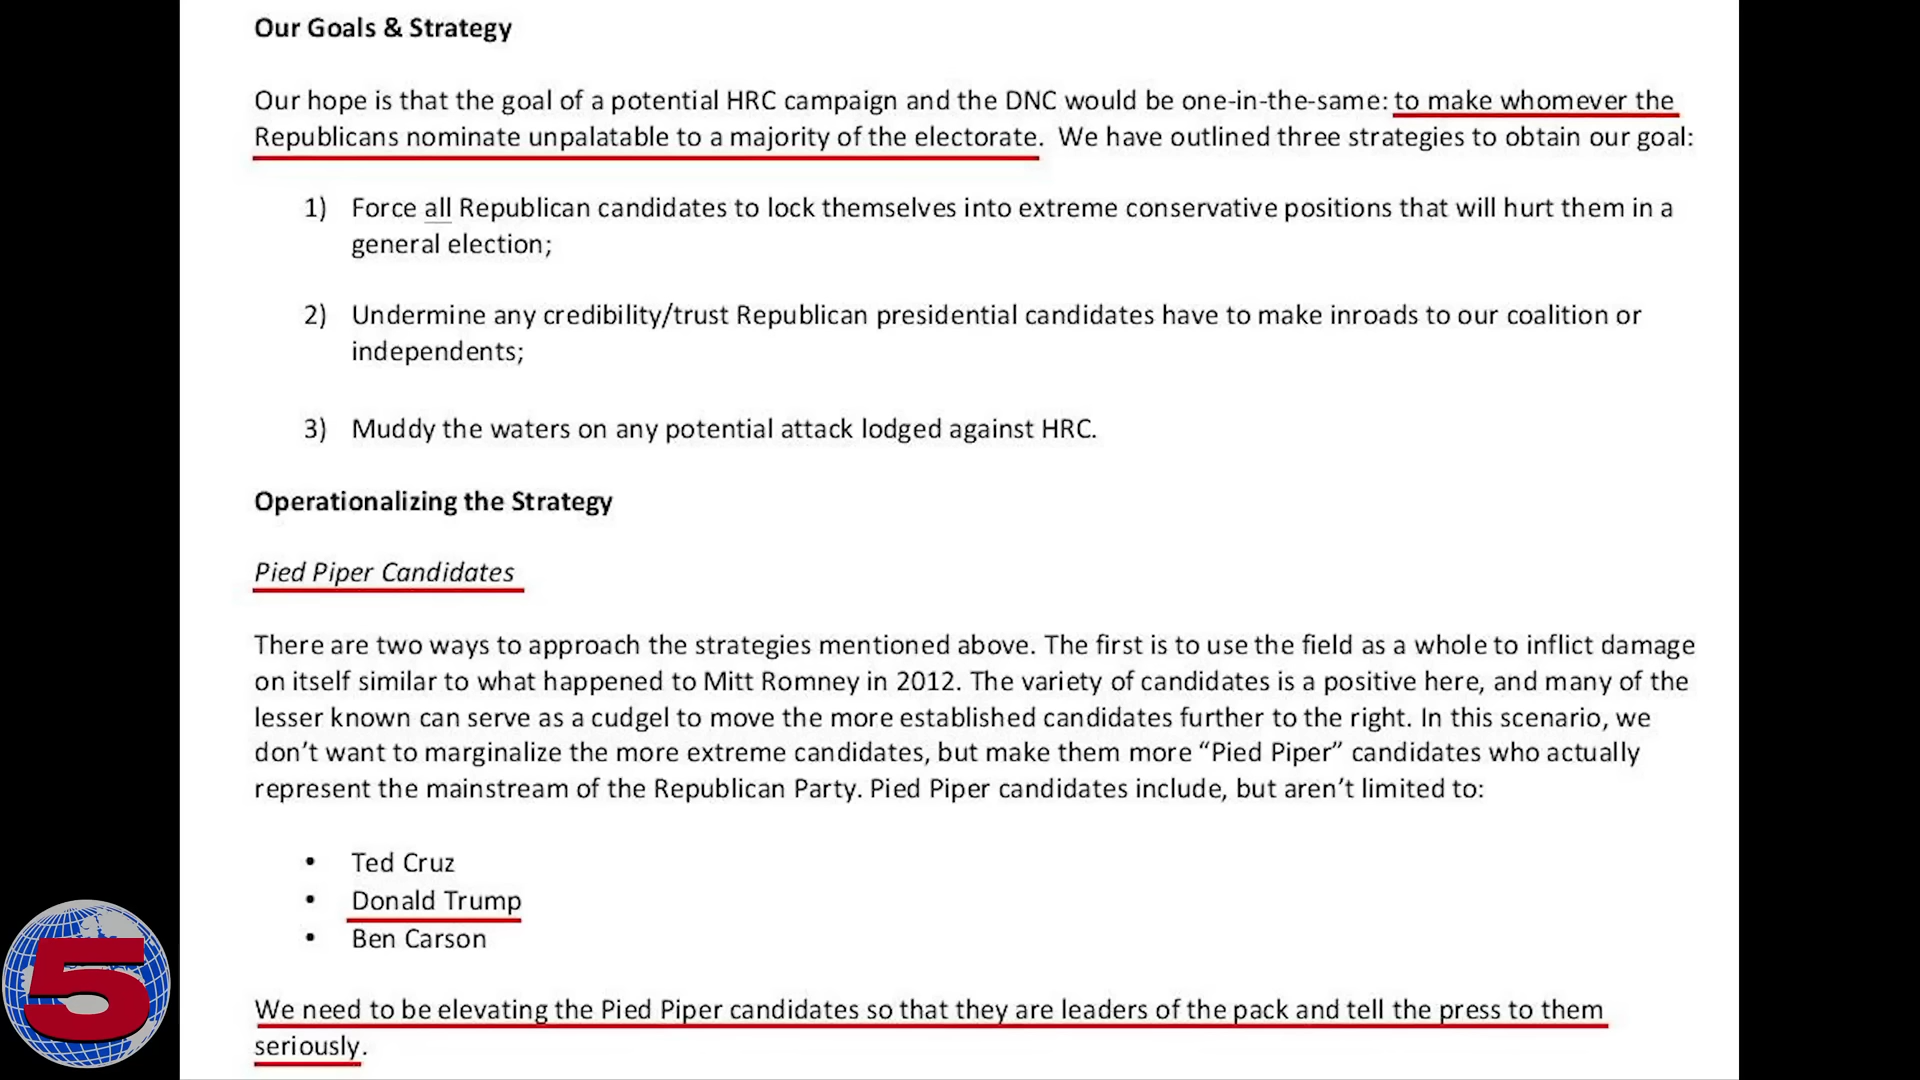 Our Goals & Strategy
Our hope is that the goal of a potential HRC campaign and the DNC would be one-in-the-same: to make whomever the
Republicans nominate unpalatable to a majority of the electorate. We have outlined three strategies to obtain our goal:
1) Force all Republican candidates to lock themselves into extreme conservative positions that will hurt them in a
general election;
2) Undermine any credibility/trust Republican presidential candidates have to make inroads to our coalition or
independents;
3) Muddy the waters on any potential attack lodged against HRC.
Operationalizing the Strategy
Pied Piper Candidates
There are two ways to approach the strategies mentioned above. The first is to use the field as a whole to inflict damage
on itself similar to what happened to Mitt Romney in 2012. The variety of candidates is a positive here, and many of the
lesser known can serve as a cudgel to move the more established candidates further to the right. In this scenario, we
don’t want to marginalize the more extreme candidates, but make them more “Pied Piper” candidates who actually
represent the mainstream of the Republican Party. Pied Piper candidates include, but aren’t limited to:
• Ted Cruz
• Donald Trump
• Ben Carson
We need to be elevating the Pied Piper candidates so that they are leaders of the pack and tell the press to them
seriously.
5